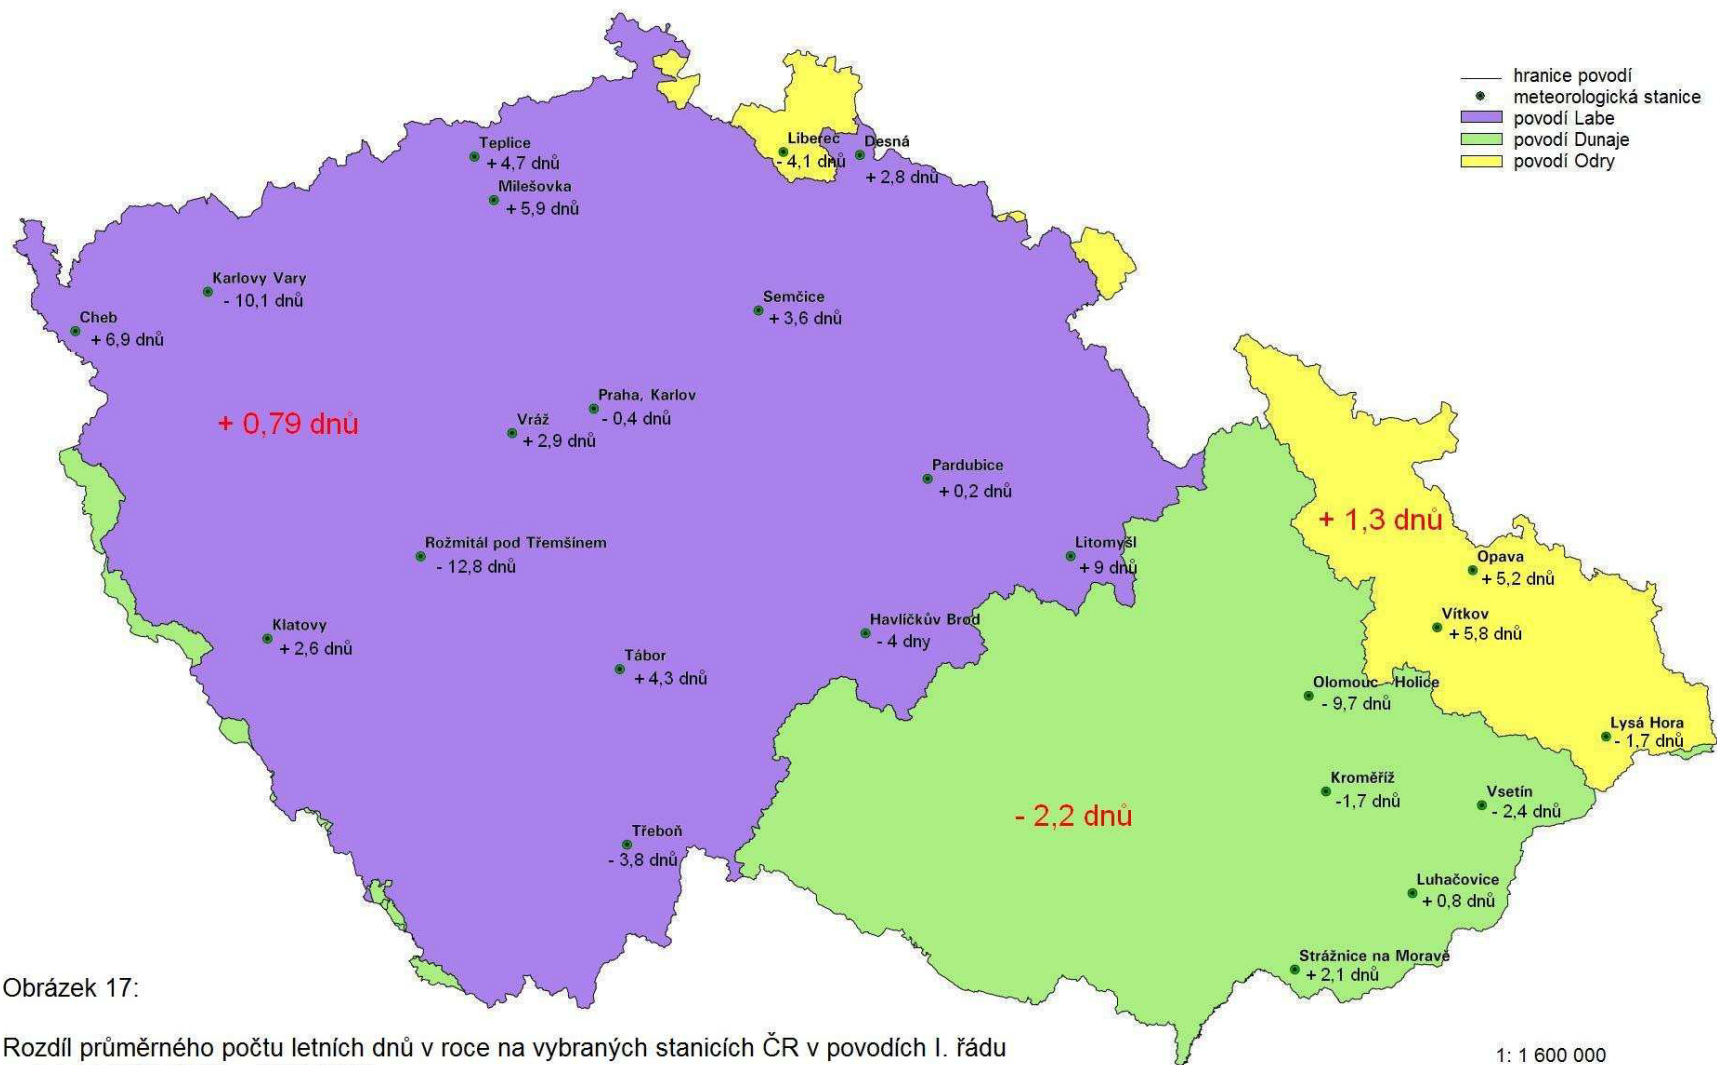 hranice povodí
meteorologická stanice
povodí Labe
povodí Dunaje
povodí Odry
Teplice
+ 4,7 dnů
Milešovka
+ 5,9 dnů
Liberec
- 4,1 dnů
Desná
+ 2,8 dnů
Karlovy Vary
- 10,1 dnů
Cheb
+ 6,9 dnů
Semčice
+ 3,6 dnů
Praha, Karlov
- 0,4 dnů
Vráž
+ 2,9 dnů
+ 0,79 dnů
Pardubice
+ 0,2 dnů
Rožmitál pod Třemšínem
- 12,8 dnů
Litomyšl
+ 9 dnů
+ 1,3 dnů
Opava
+ 5,2 dnů
Vítkov
+ 5,8 dnů
Klatovy
+ 2,6 dnů
Havlíčkův Brod
- 4 dny
Tábor
+ 4,3 dnů
Olomouc - Holice
- 9,7 dnů
Lysá Hora
- 1,7 dnů
Kroměříž
-1,7 dnů
Vsetín
- 2,4 dnů
- 2,2 dnů
Třeboň
- 3,8 dnů
Luhačovice
+ 0,8 dnů
Strážnice na Moravě
+ 2,1 dnů
Obrázek 17:
Rozdíl průměrného počtu letních dnů v roce na vybraných stanicích ČR v povodích I. řádu
1: 1 600 000